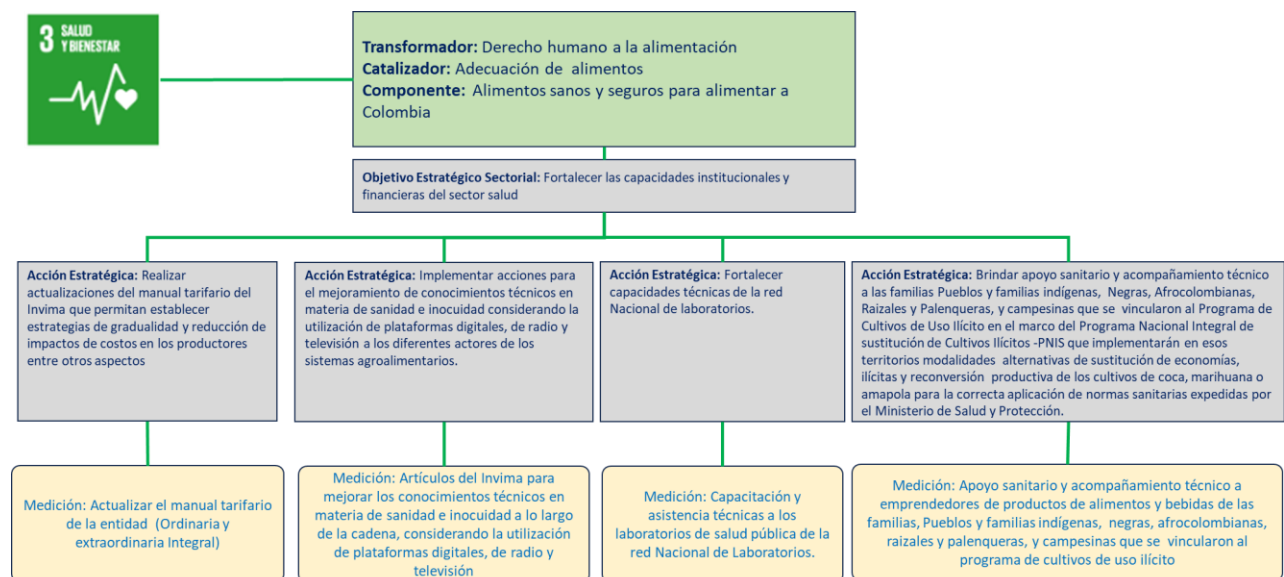 3 SALUD
Y BIENESTAR
Transformador: Derecho humano a la alimentación
Catalizador: Adecuación de alimentos
Componente: Alimentos sanos y seguros para alimentar a
Colombia
Objetivo Estratégico Sectorial: Fortalecer las capacidades institucionales y
financieras del sector salud
Acción Estratégica: Realizar
actualizaciones del manual tarifario del
Invima que permitan establecer
estrategias de gradualidad y reducción de
impactos de costos en los productores
entre otros aspectos
Acción Estratégica: Implementar acciones para
el mejoramiento de conocimientos técnicos en
materia de sanidad e inocuidad considerando la
utilización de plataformas digitales, de radio y
televisión a los diferentes actores de los
sistemas agroalimentarios.
Acción Estratégica: Fortalecer
capacidades técnicas de la red
Nacional de laboratorios.
Acción Estratégica: Brindar apoyo sanitario y acompañamiento técnico
a las familias Pueblos y familias indígenas, Negras, Afrocolombianas,
Raizales y Palenqueras, y campesinas que se vincularon al Programa de
Cultivos de Uso Ilícito en el marco del Programa Nacional Integral de
sustitución de Cultivos Ilícitos -PNIS que implementarán en esos
territorios modalidades alternativas de sustitución de economías,
ilícitas y reconversión productiva de los cultivos de coca, marihuana o
amapola para la correcta aplicación de normas sanitarias expedidas por
el Ministerio de Salud y Protección.
Medición: Actualizar el manual tarifario
de la entidad (Ordinaria y
extraordinaria Integral)
Medición: Artículos del Invima para
mejorar los conocimientos técnicos en
materia de sanidad e inocuidad a lo largo
de la cadena, considerando la utilización
de plataformas digitales, de radio y
televisión
Medición: Capacitación y
asistencia técnicas a los
laboratorios de salud pública de la
red Nacional de Laboratorios.
Medición: Apoyo sanitario y acompañamiento técnico a
emprendedores de productos de alimentos y bebidas de las
familias, Pueblos y familias indígenas, negras, afrocolombianas,
raizales y palenqueras, y campesinas que se vincularon al
programa de cultivos de uso ilícito